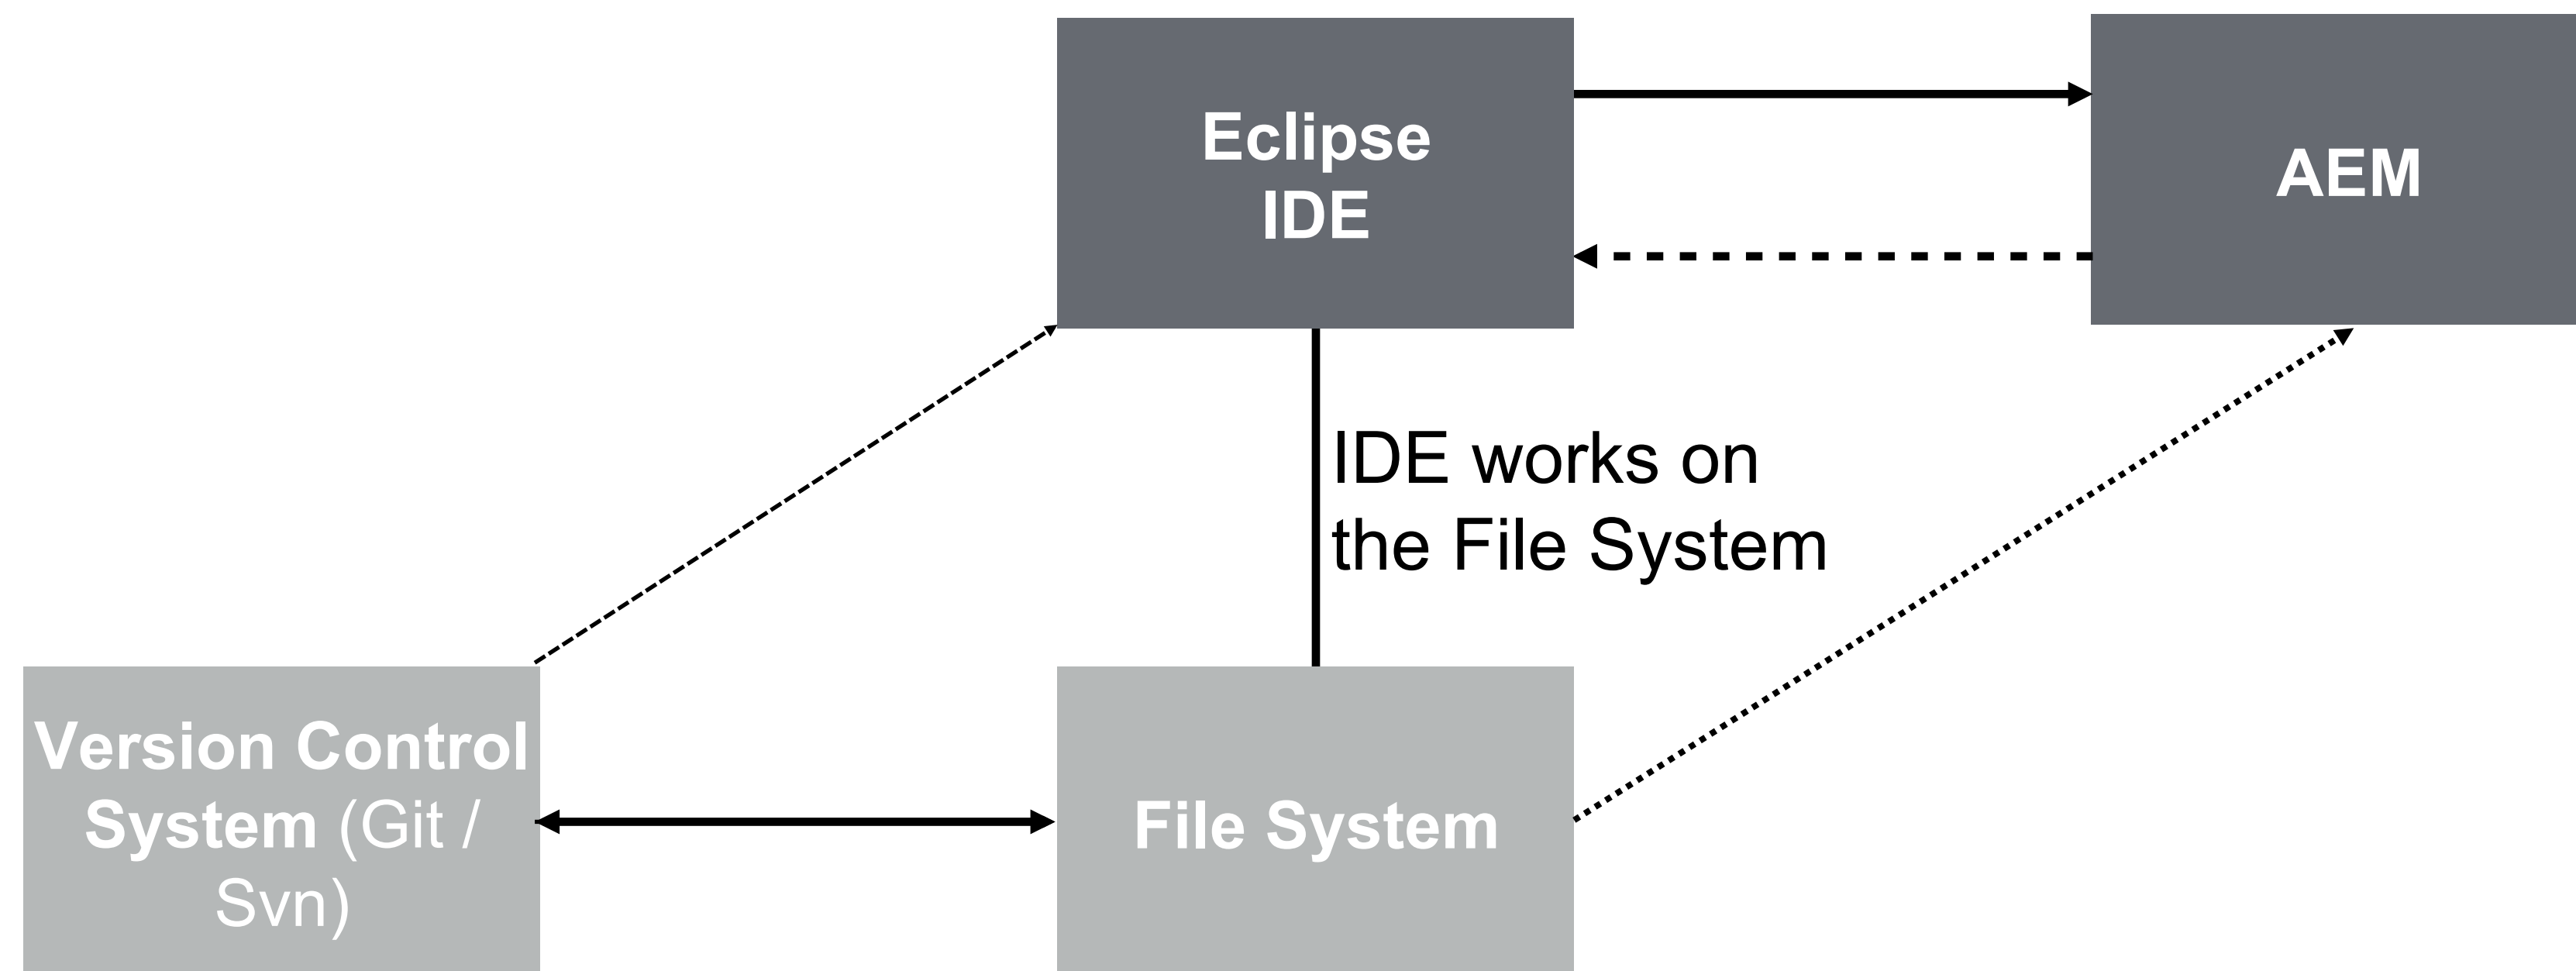 Eclipse
IDE
AEM
IDE works on
the File System
Version Control
System (Git /
Svn)
File System